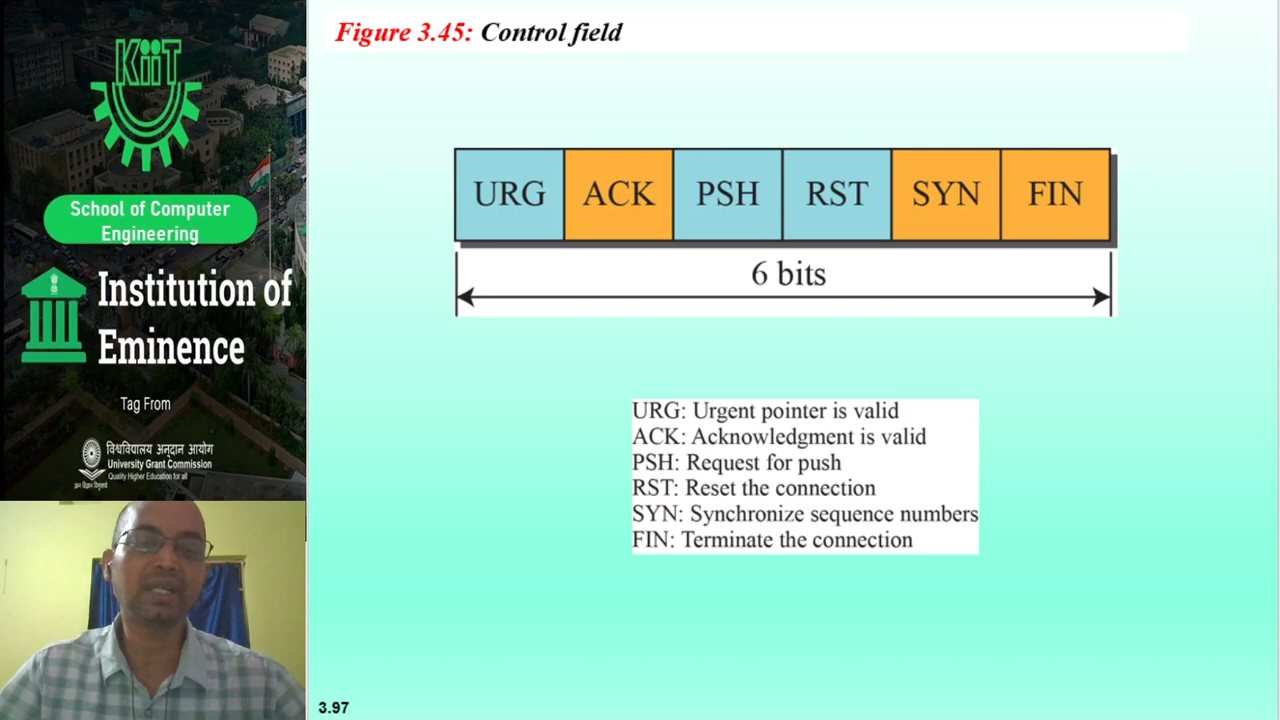 KiiT
School of Computer
Engineering
Institution of
Eminence
Tag From
विश्वविद्यालय अनुदान आयोग
University Grant Commission
Quality Higher Education for all
Figure 3.45: Control field
URG ACK PSH RST SYN FIN
6 bits
URG: Urgent pointer is valid
ACK: Acknowledgment is valid
PSH: Request for push
RST: Reset the connection
SYN: Synchronize sequence numbers
FIN: Terminate the connection
3.97